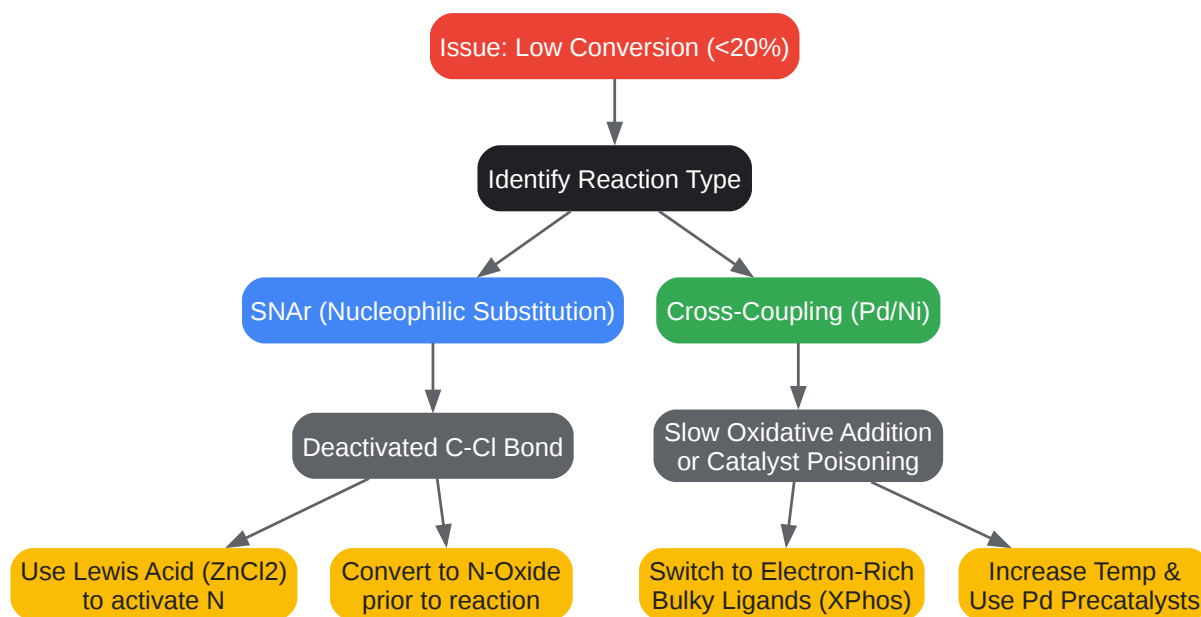 Issue: Low Conversion (<20%)
Identify Reaction Type
SNAr (Nucleophilic Substitution)
Cross-Coupling (Pd/Ni)
Deactivated C-Cl Bond
Slow Oxidative Addition
or Catalyst Poisoning
Use Lewis Acid (ZnCl2)
to activate N
Convert to N-Oxide
prior to reaction
Switch to Electron-Rich
Bulky Ligands (XPhos)
Increase Temp &
Use Pd Precatalysts